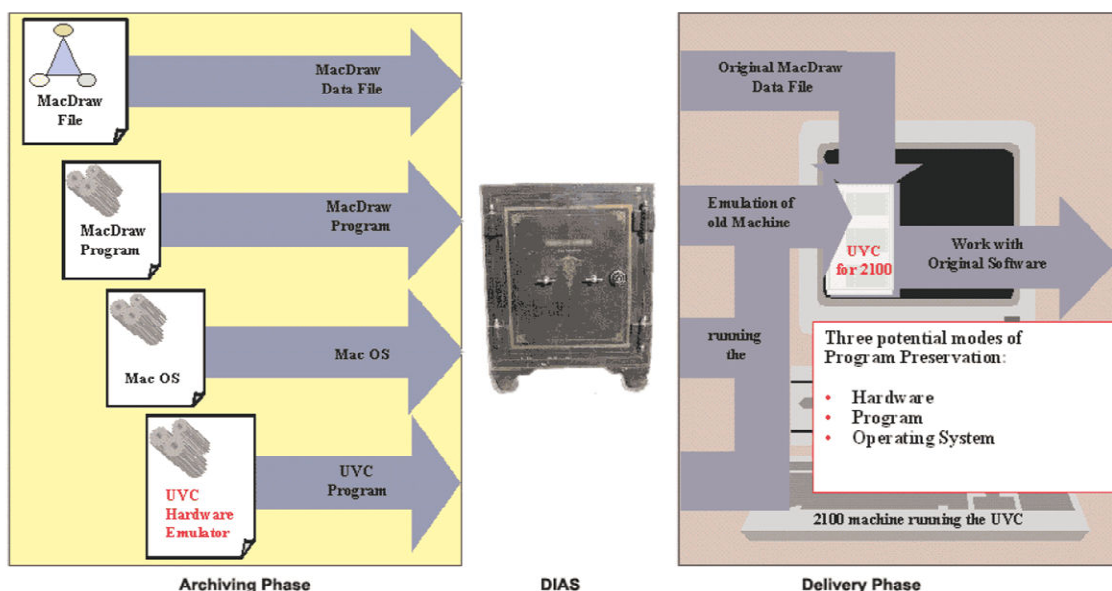 MacDraw
File
MacDraw
Data File
MacDraw
Program
MacDraw
Program
Mac OS
Mac OS
UVC
Hardware
Emulator
UVC
Program
Original MacDraw
Data File
Emulation of
old Machine
UVC
for 2100
Work with
Original Software
running
the
Three potential modes of
Program Preservation:
• Hardware
• Program
• Operating System
2100 machine running the UVC
Archiving Phase
DIAS
Delivery Phase